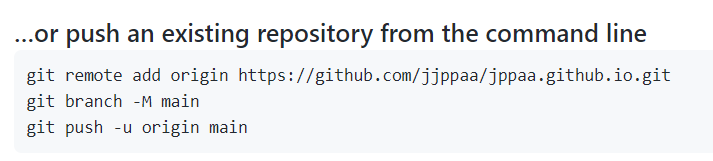 ...or push an existing repository from the command line
git remote add origin https://github.com/jjppaa/jppaa.github.io.git
git branch -M main
git push -u origin main